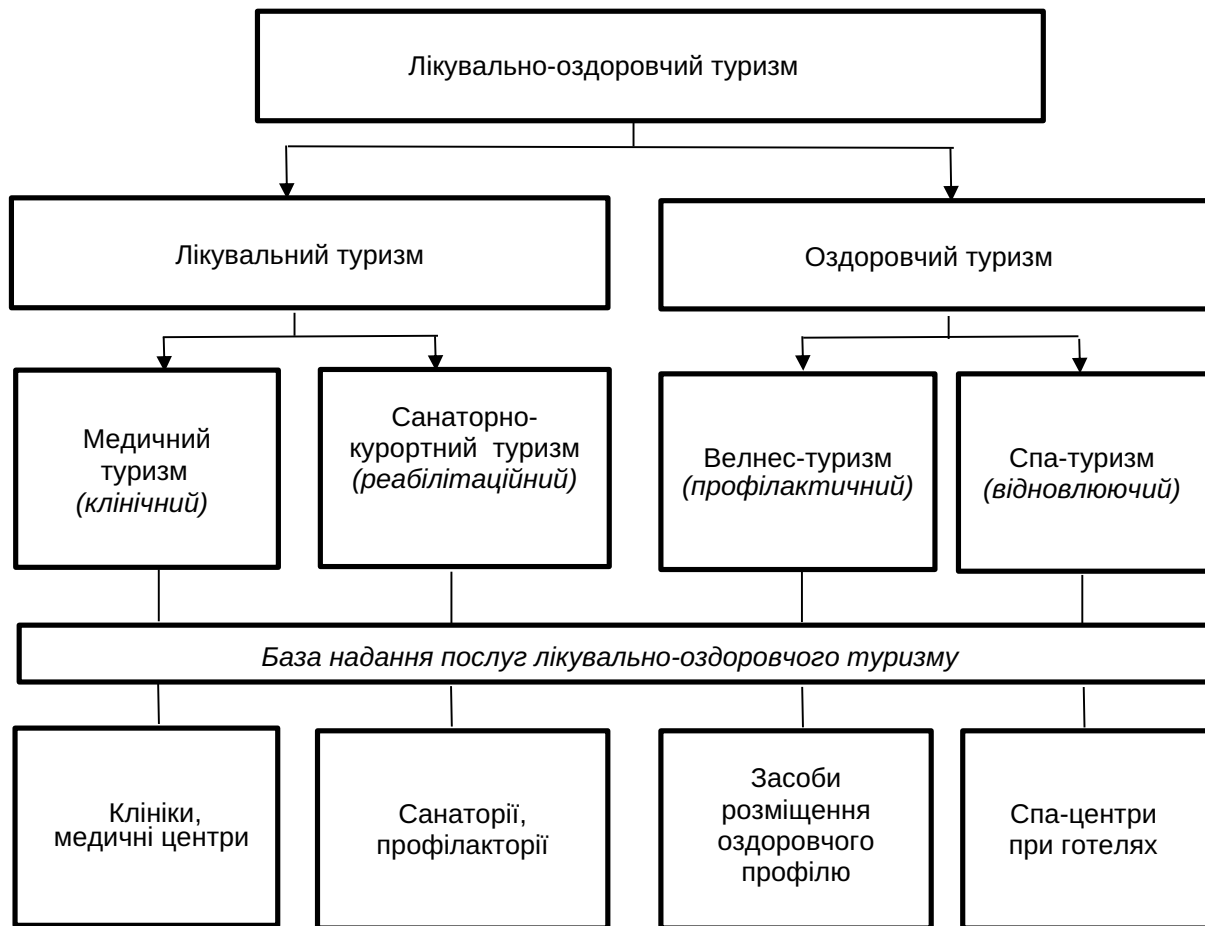 Лікувально-оздоровчий туризм
Лікувальний туризм
Оздоровчий туризм
Медичний
туризм
(клінічний)
Санаторно-
курортний туризм
(реабілітаційний)
Велнес-туризм
(профілактичний)
Спа-туризм
(відновлюючий)
База надання послуг лікувально-оздоровчого туризму
Клініки,
медичні центри
Санаторії,
профілакторії
Засоби
розміщення
оздоровчого
профілю
Спа-центри
при готелях